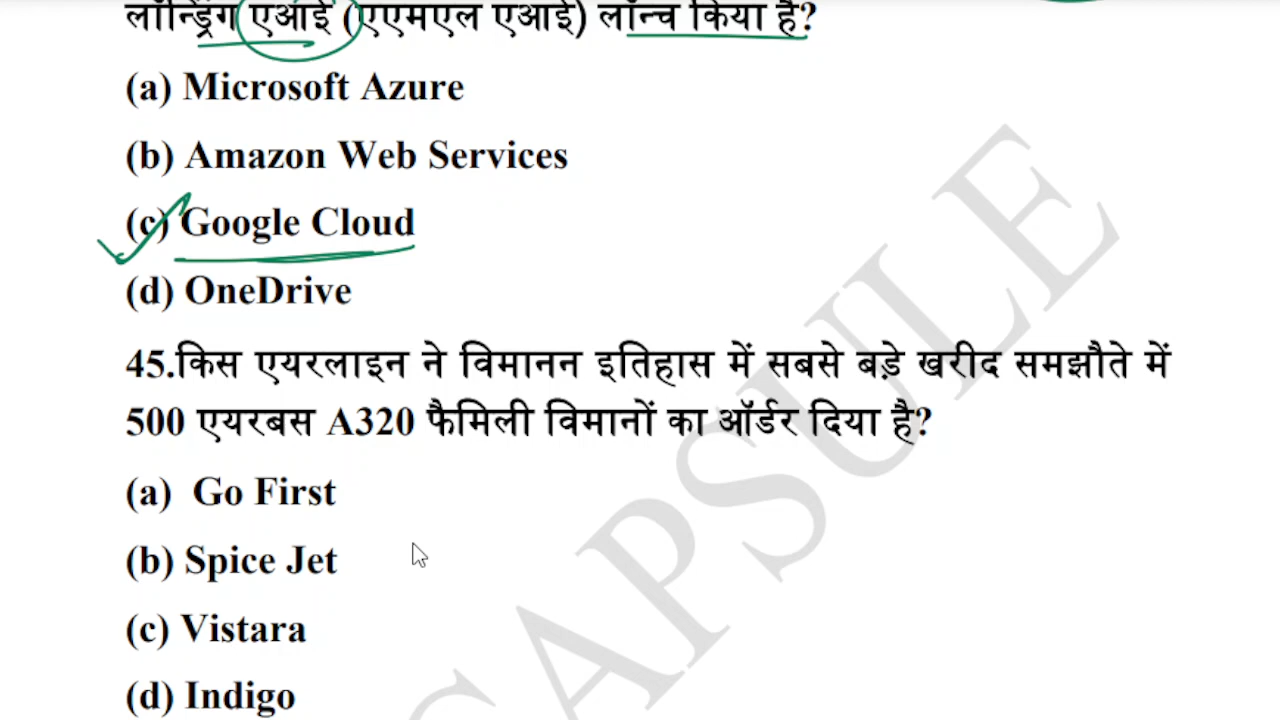 लॉन्ड्रिंग एआई (एएमएल एआई) लॉन्च किया है?
(a) Microsoft Azure
(b) Amazon Web Services
(c) Google Cloud
(d) OneDrive
45.किस एयरलाइन ने विमानन इतिहास में सबसे बड़े खरीद समझौते में
500 एयरबस A320 फैमिली विमानों का ऑर्डर दिया है?
(a) Go First
(b) Spice Jet
(c) Vistara
(d) Indigo
CAPSULE